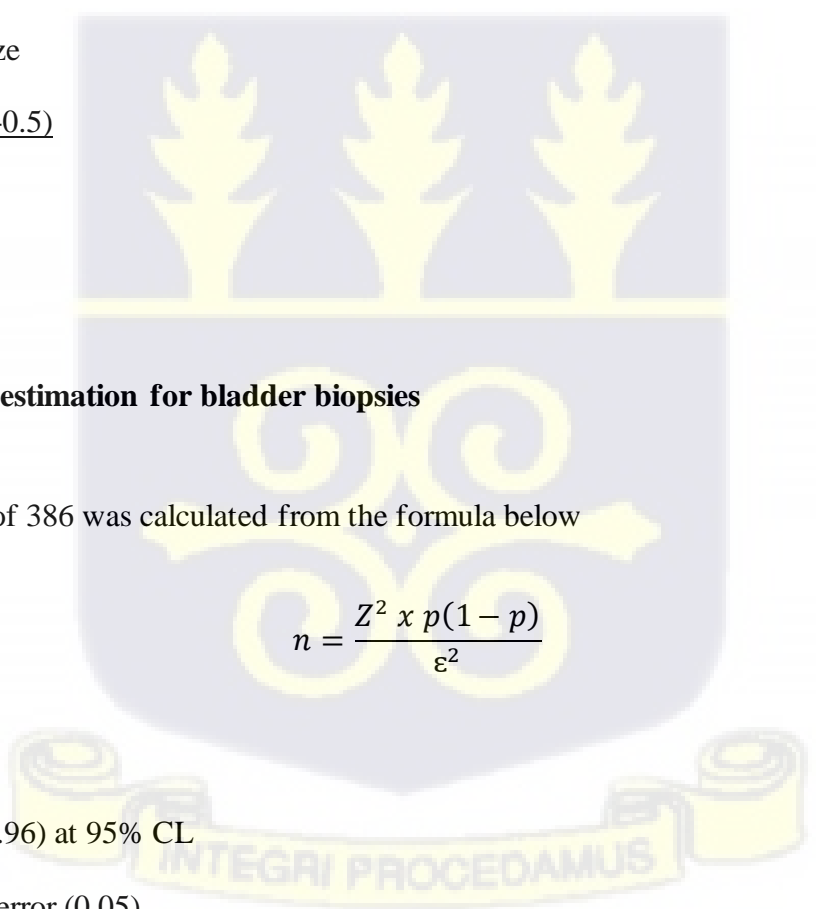 ze
-0.5)
estimation for bladder biopsies
of 386 was calculated from the formula below
n = Z² x p(1 − p) / ε²
.96) at 95% CL
INTEGRI PROCEDAMUS
error (0.05)